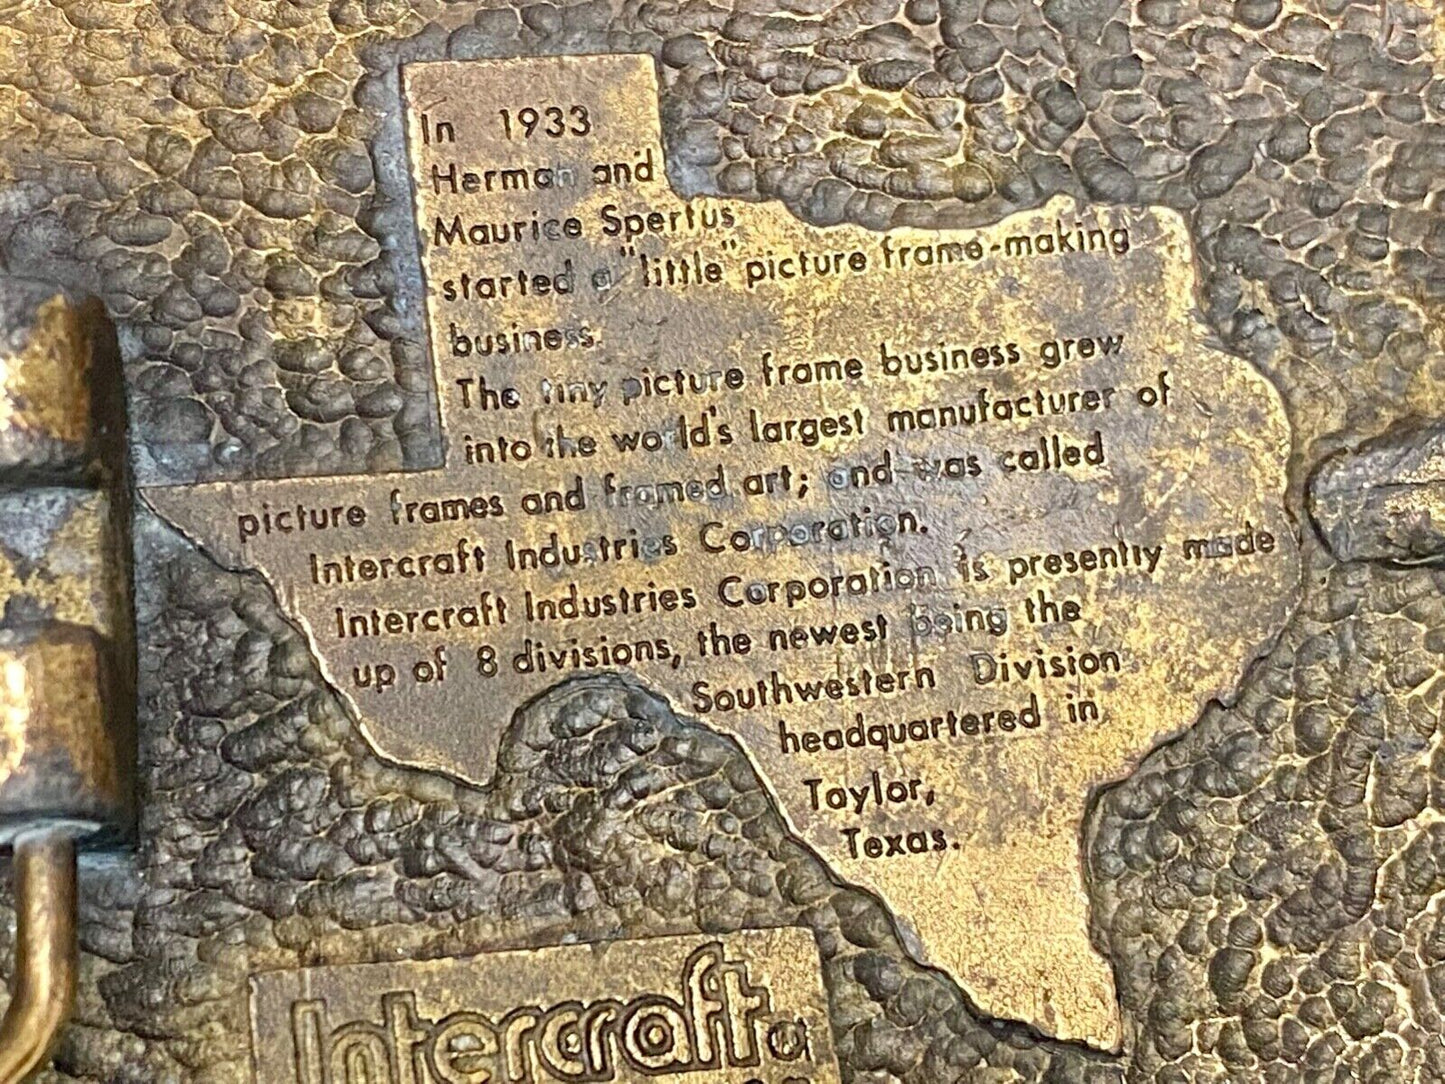 In 1933
Herman and
Maurice Spertus
started a "little" picture frame-making
business.
The tiny picture frame business grew
into the world's largest manufacturer of
picture frames and framed art; and was called
Intercraft Industries Corporation.
Intercraft Industries Corporation is presently made
up of 8 divisions, the newest being the
Southwestern Division
headquartered in
Taylor,
Texas.
Intercraft